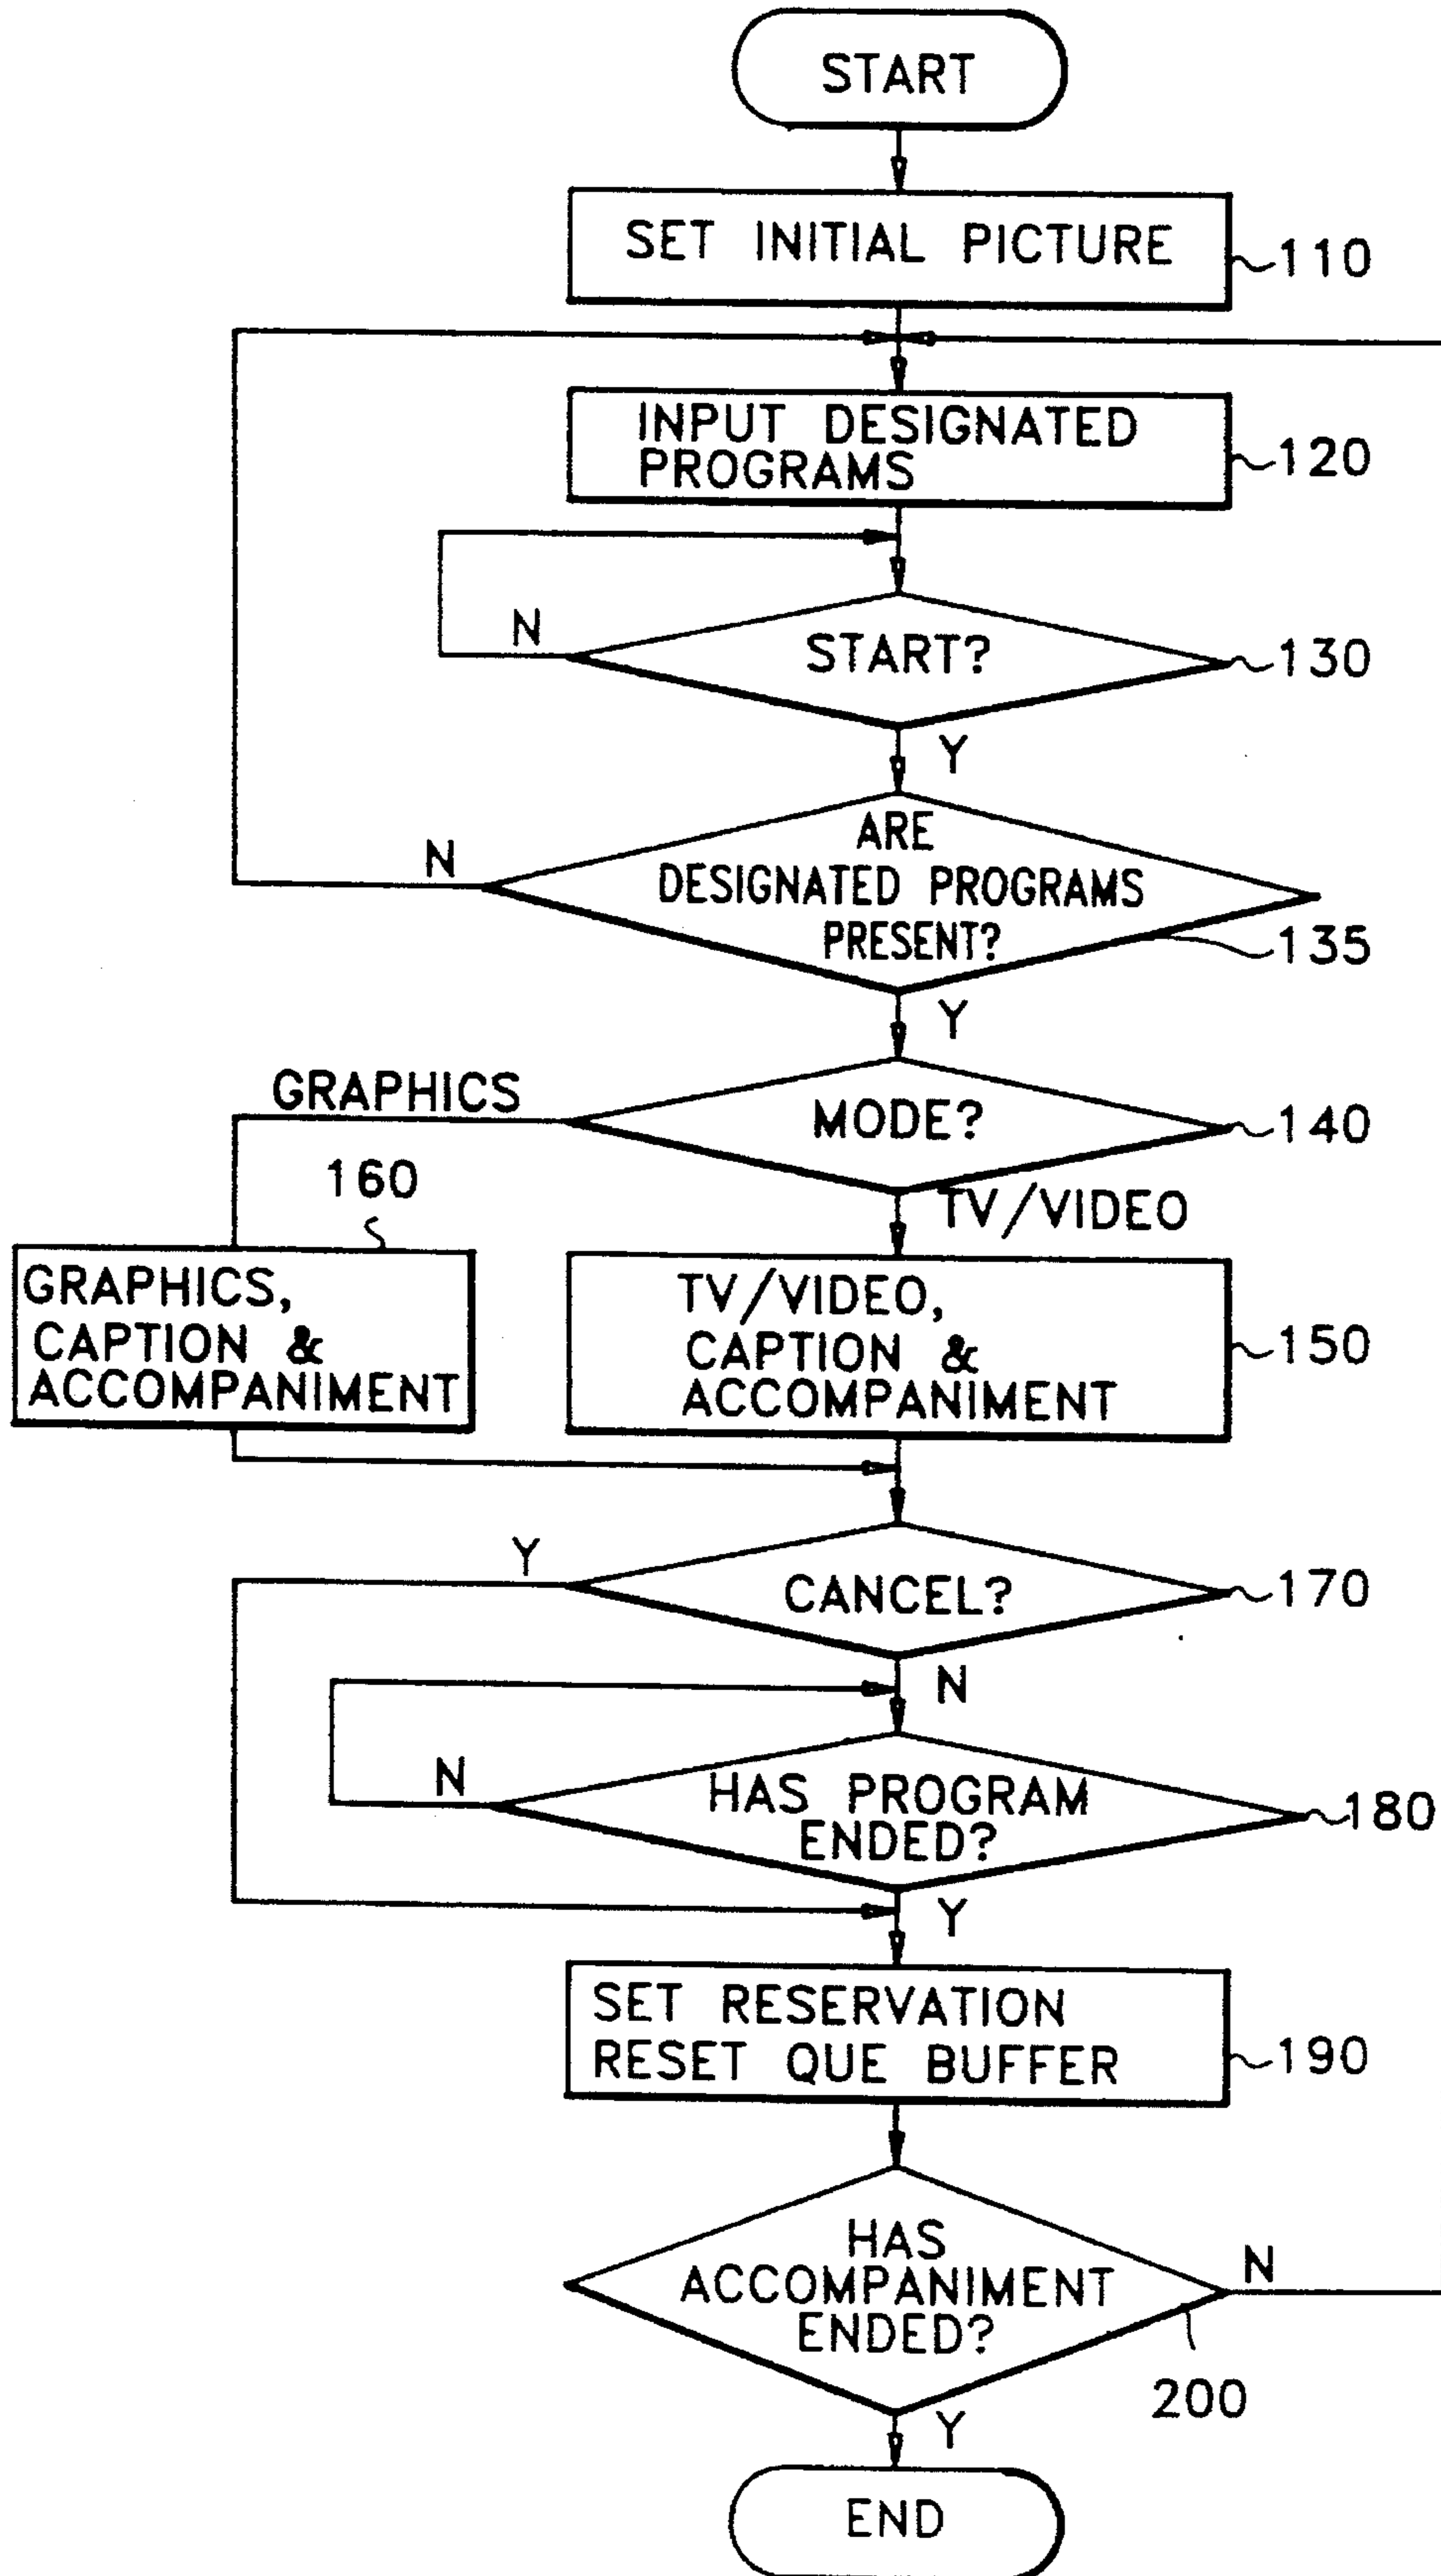 START
SET INITIAL PICTURE
110
INPUT DESIGNATED
PROGRAMS
120
N
START?
130
Y
ARE
DESIGNATED PROGRAMS
PRESENT?
N
135
Y
GRAPHICS
MODE?
140
160
TV/VIDEO
GRAPHICS,
CAPTION &
ACCOMPANIMENT
TV/VIDEO,
CAPTION &
ACCOMPANIMENT
150
Y
CANCEL?
170
N
N
HAS PROGRAM
ENDED?
180
Y
SET RESERVATION
RESET QUE BUFFER
190
HAS
ACCOMPANIMENT
ENDED?
N
200
Y
END